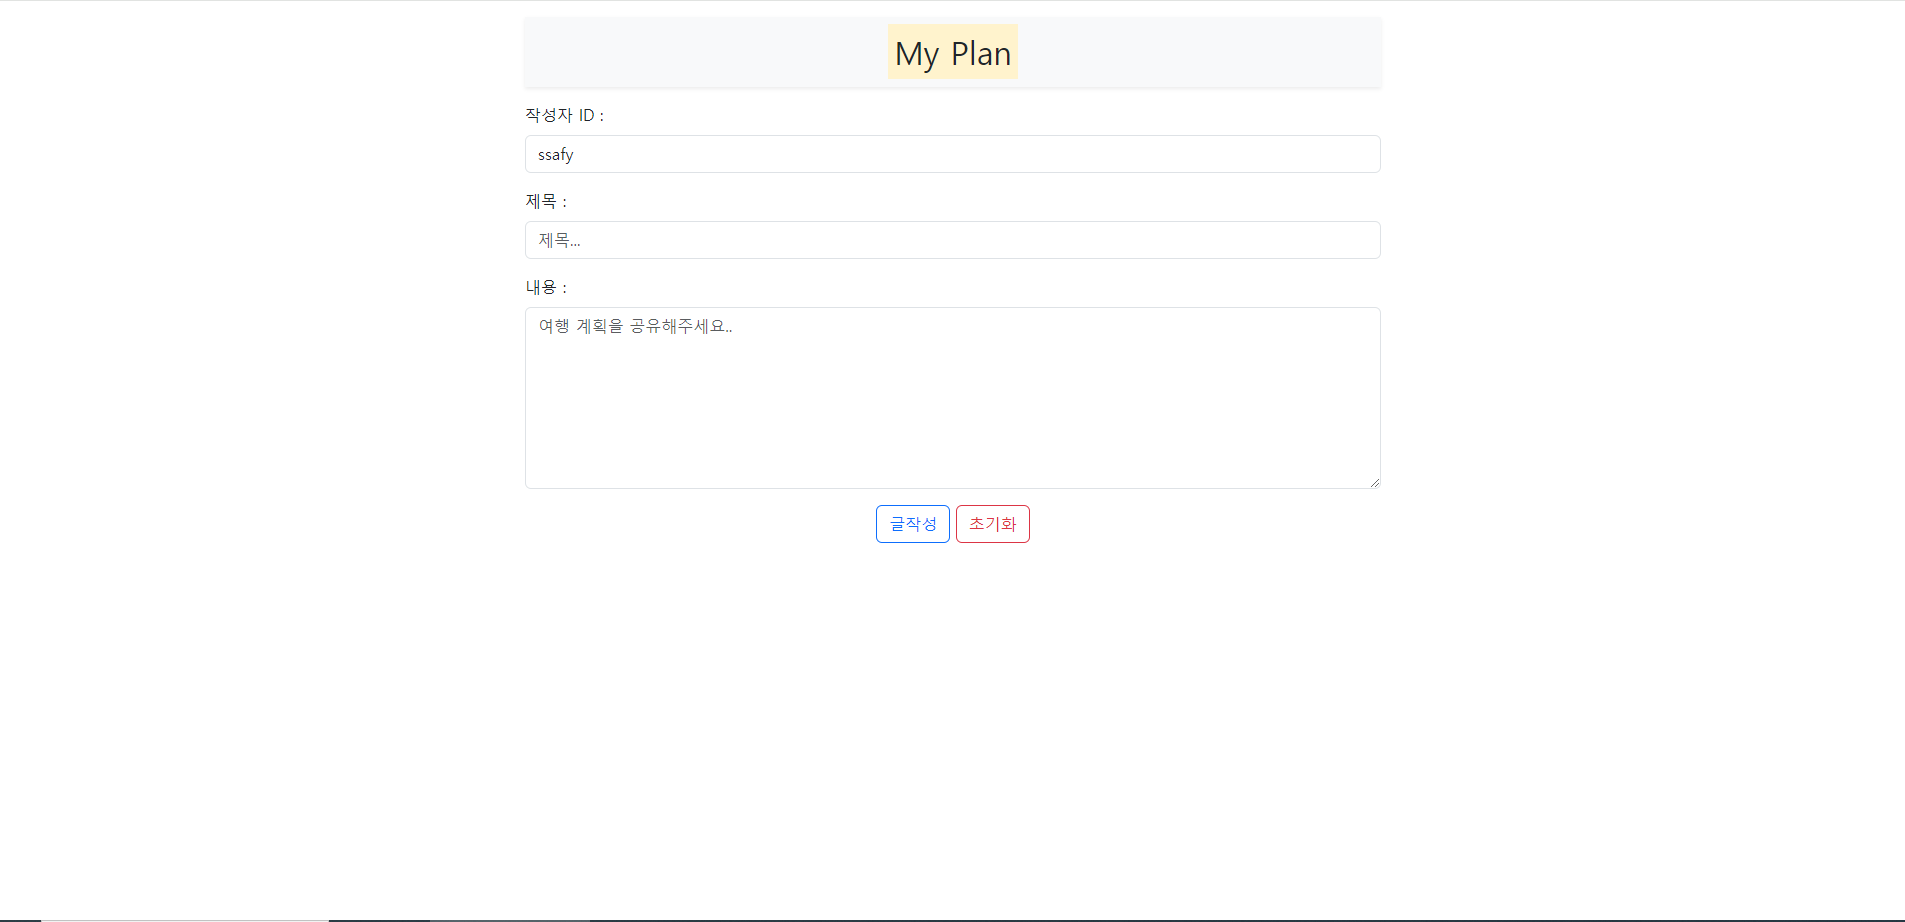 My Plan
작성자 ID :
ssafy
제목 :
제목...
내용 :
여행 계획을 공유해주세요..
글작성 초기화